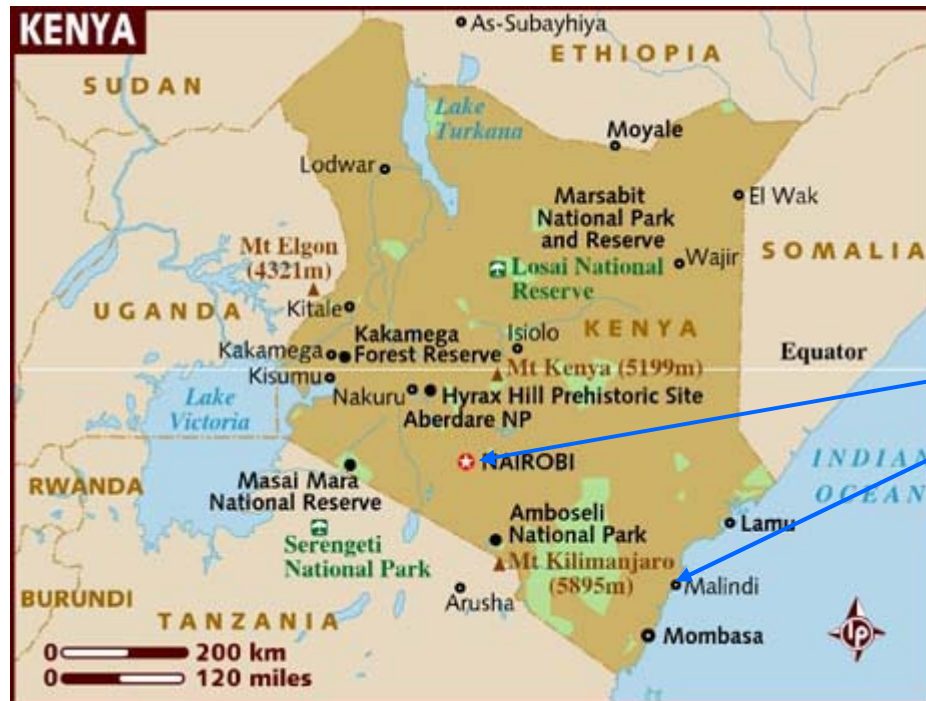 KENYA
As-Subayhiya
ETHIOPIA
SUDAN
Lake
Turkana
Moyale
Lodwar
Marsabit
National Park
and Reserve
El Wak
Mt Elgon
(4321m)
SOMALIA
Wajir
Losai National
Reserve
UGANDA
Kitale
Isiolo
KENYA
Kakamega
Kakamega
Forest Reserve
Equator
Kisumu
Mt Kenya (5199m)
Lake
Victoria
Nakuru
Hyrax Hill Prehistoric Site
Aberdare NP
NAIROBI
INDIAN
OCEAN
Masai Mara
National Reserve
RWANDA
Amboseli
National Park
Lamu
Serengeti
National Park
Mt Kilimanjaro
(5895m)
Malindi
BURUNDI
Arusha
TANZANIA
Mombasa
lp
0 200 km
0 120 miles